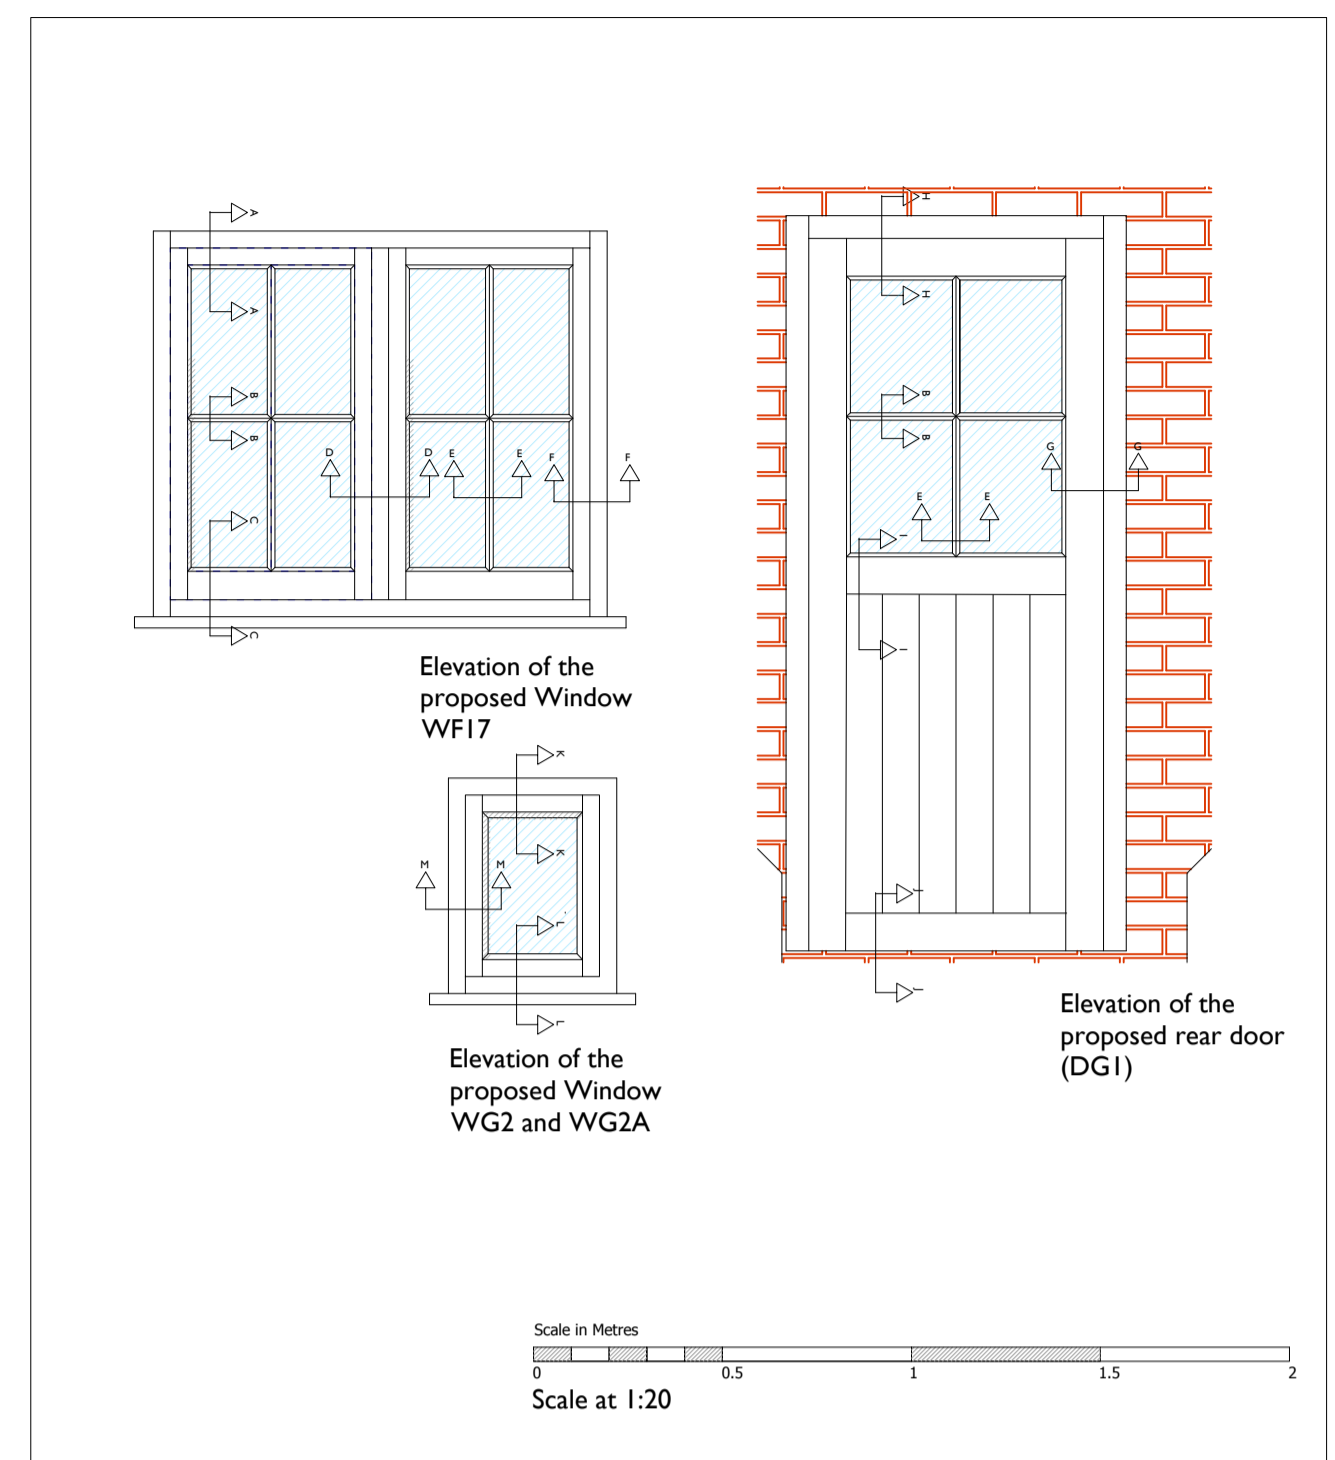 H
A
H
A
B
B
B
B
D
D
E
E
F
F
G
G
E
E
C
I
C
I
Elevation of the
proposed Window
WF17
K
K
M
M
J
L
J
L
Elevation of the
proposed rear door
(DG1)
Elevation of the
proposed Window
WG2 and WG2A
Scale in Metres
0 0.5 1 1.5 2
Scale at 1:20